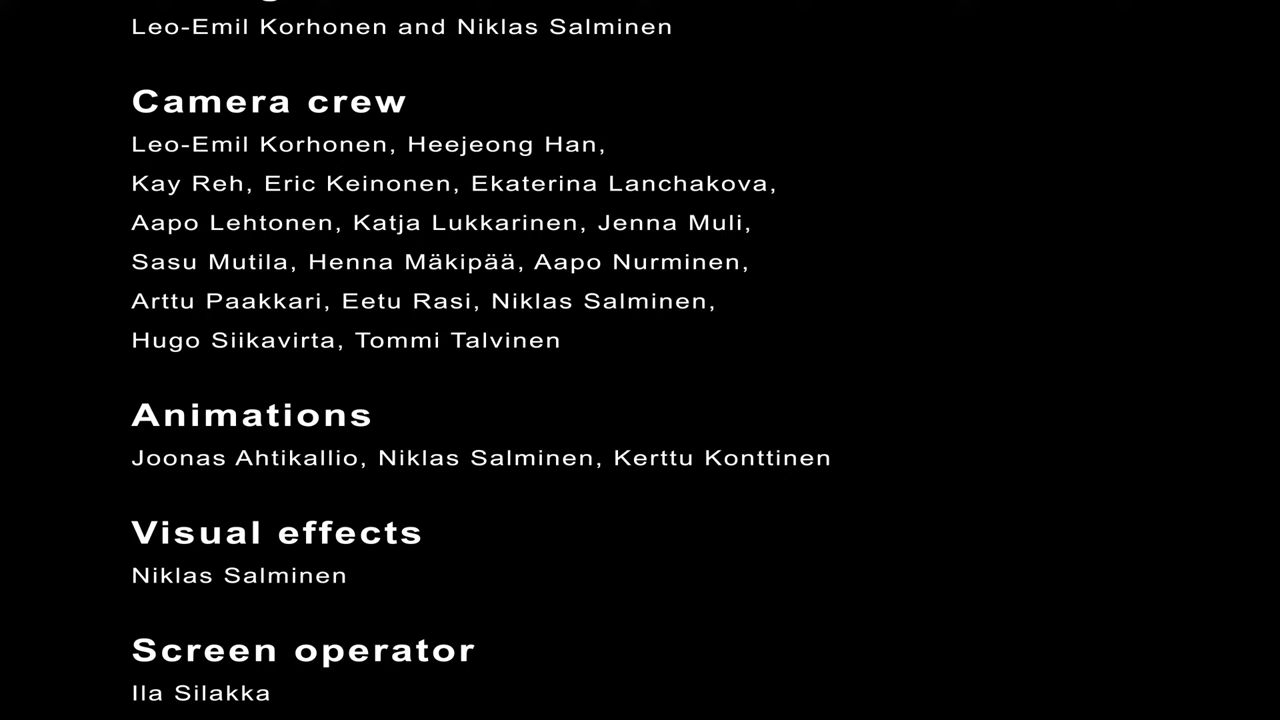 Leo-Emil Korhonen and Niklas Salminen
Camera crew
Leo-Emil Korhonen, Heejeong Han,
Kay Reh, Eric Keinonen, Ekaterina Lanchakova,
Aapo Lehtonen, Katja Lukkarinen, Jenna Muli,
Sasu Mutila, Henna Mäkipää, Aapo Nurminen,
Arttu Paakkari, Eetu Rasi, Niklas Salminen,
Hugo Siikavirta, Tommi Talvinen
Animations
Joonas Ahtikallio, Niklas Salminen, Kerttu Konttinen
Visual effects
Niklas Salminen
Screen operator
Ila Silakka